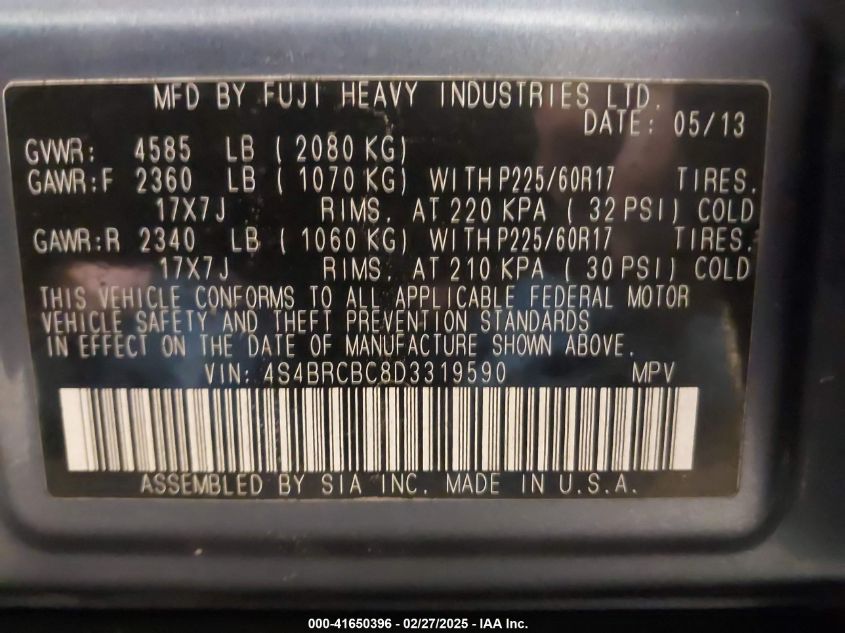 MFD BY FUJI HEAVY INDUSTRIES LTD.
DATE: 05/13
GVWR: 4585 LB ( 2080 KG)
GAWR:F 2360 LB ( 1070 KG) WITH P225/60R17 TIRES.
17X7J RIMS. AT 220 KPA ( 32 PSI) COLD
GAWR:R 2340 LB ( 1060 KG) WITH P225/60R17 TIRES.
17X7J RIMS. AT 210 KPA ( 30 PSI) COLD
THIS VEHICLE CONFORMS TO ALL APPLICABLE FEDERAL MOTOR
VEHICLE SAFETY AND THEFT PREVENTION STANDARDS
IN EFFECT ON THE DATE OF MANUFACTURE SHOWN ABOVE.
VIN: 4S4BRCBC8D3319590 MPV
ASSEMBLED BY SIA INC. MADE IN U.S.A.
000-41650396 - 02/27/2025 - IAA Inc.